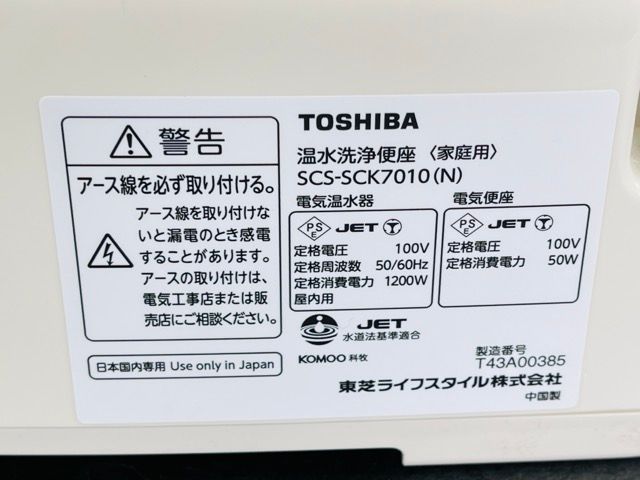 警告
アース線を必ず取り付ける。
アース線を取り付けな
いと漏電のとき感電
することがあります。
アースの取り付けは、
電気工事店または販
売店にご相談ください。
日本国内専用 Use only in Japan
TOSHIBA
温水洗浄便座〈家庭用〉
SCS-SCK7010(N)
電気温水器
PSE JET T
定格電圧 100V
定格周波数 50/60Hz
定格消費電力 1200W
屋内用
電気便座
PSE JET T
定格電圧 100V
定格消費電力 50W
JET
水道法基準適合
KOMOO 科牧
製造番号
T43A00385
東芝ライフスタイル株式会社
中国製